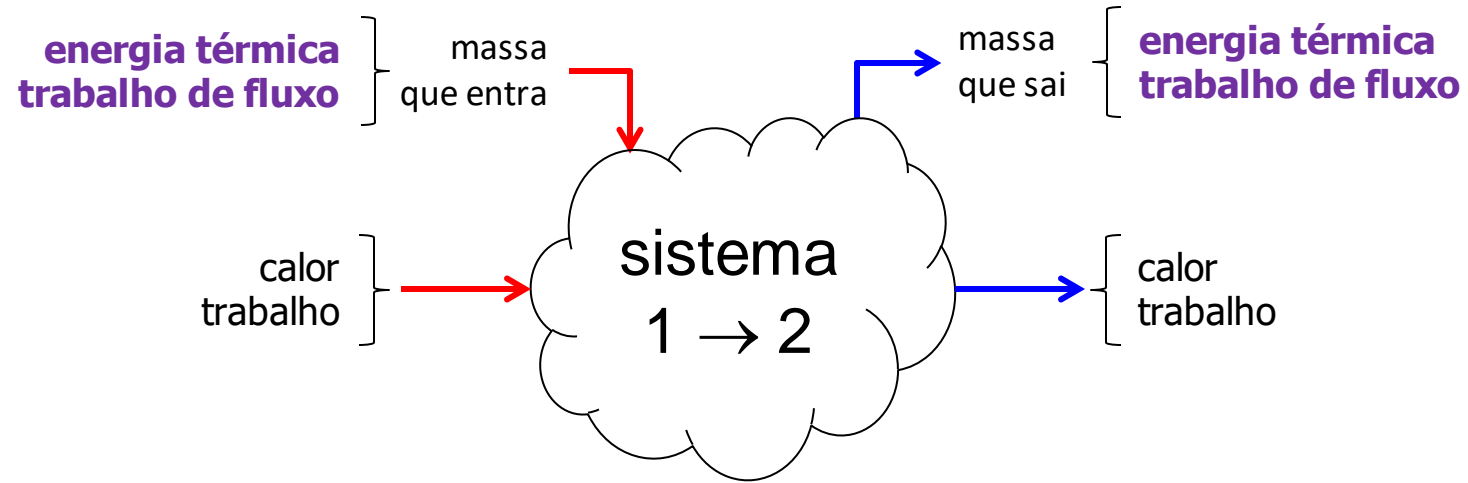 energia térmica
trabalho de fluxo
massa
que entra
massa
que sai
energia térmica
trabalho de fluxo
calor
trabalho
sistema
1 → 2
calor
trabalho